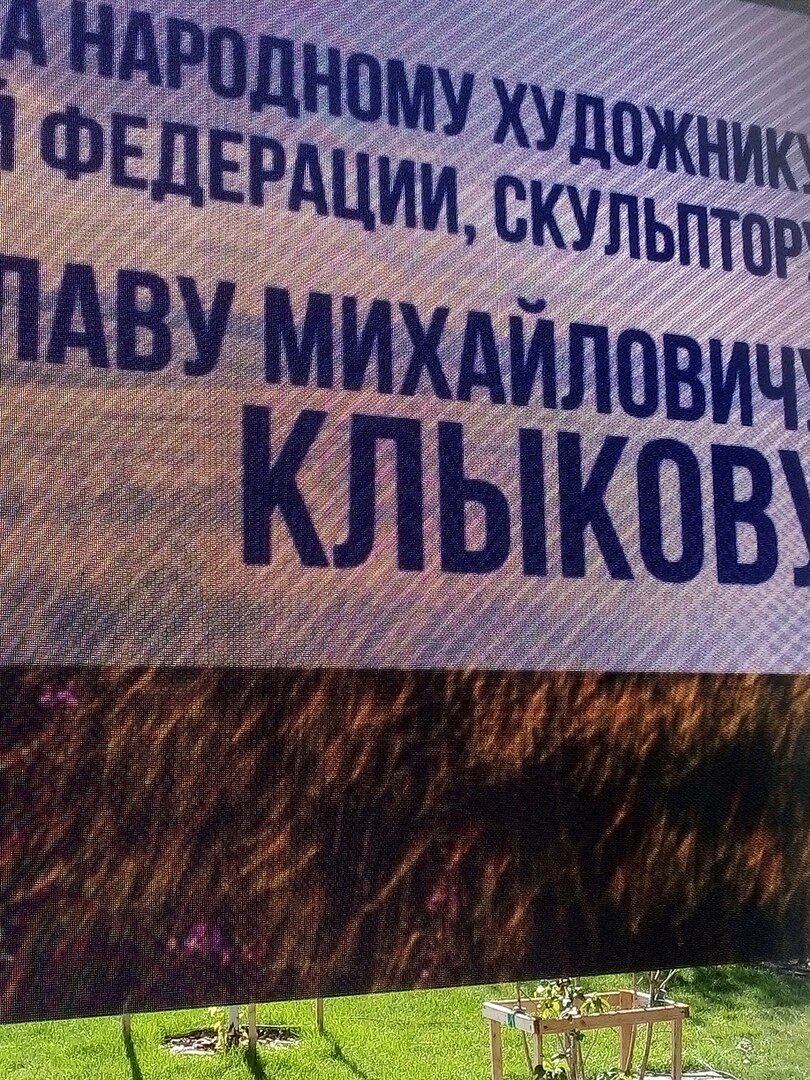 А НАРОДНОМУ ХУДОЖНИКУ
Й ФЕДЕРАЦИИ, СКУЛЬПТОРУ
ЛАВУ МИХАЙЛОВИЧУ
КЛЫКОВУ